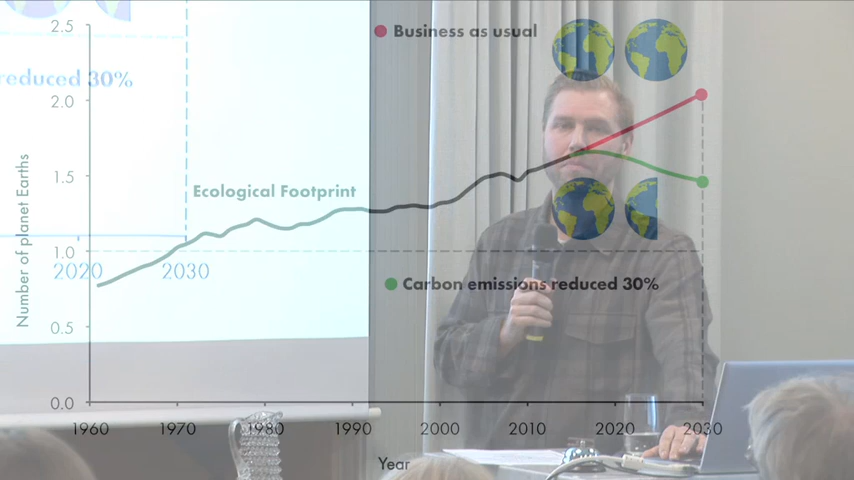 2.5
Business as usual
reduced 30%
2.0
1.5
Ecological Footprint
1.0
2020
2030
Carbon emissions reduced 30%
0.5
0.0
1960
1970
1980
1990
2000
2010
2020
2030
Number of planet Earths
Year